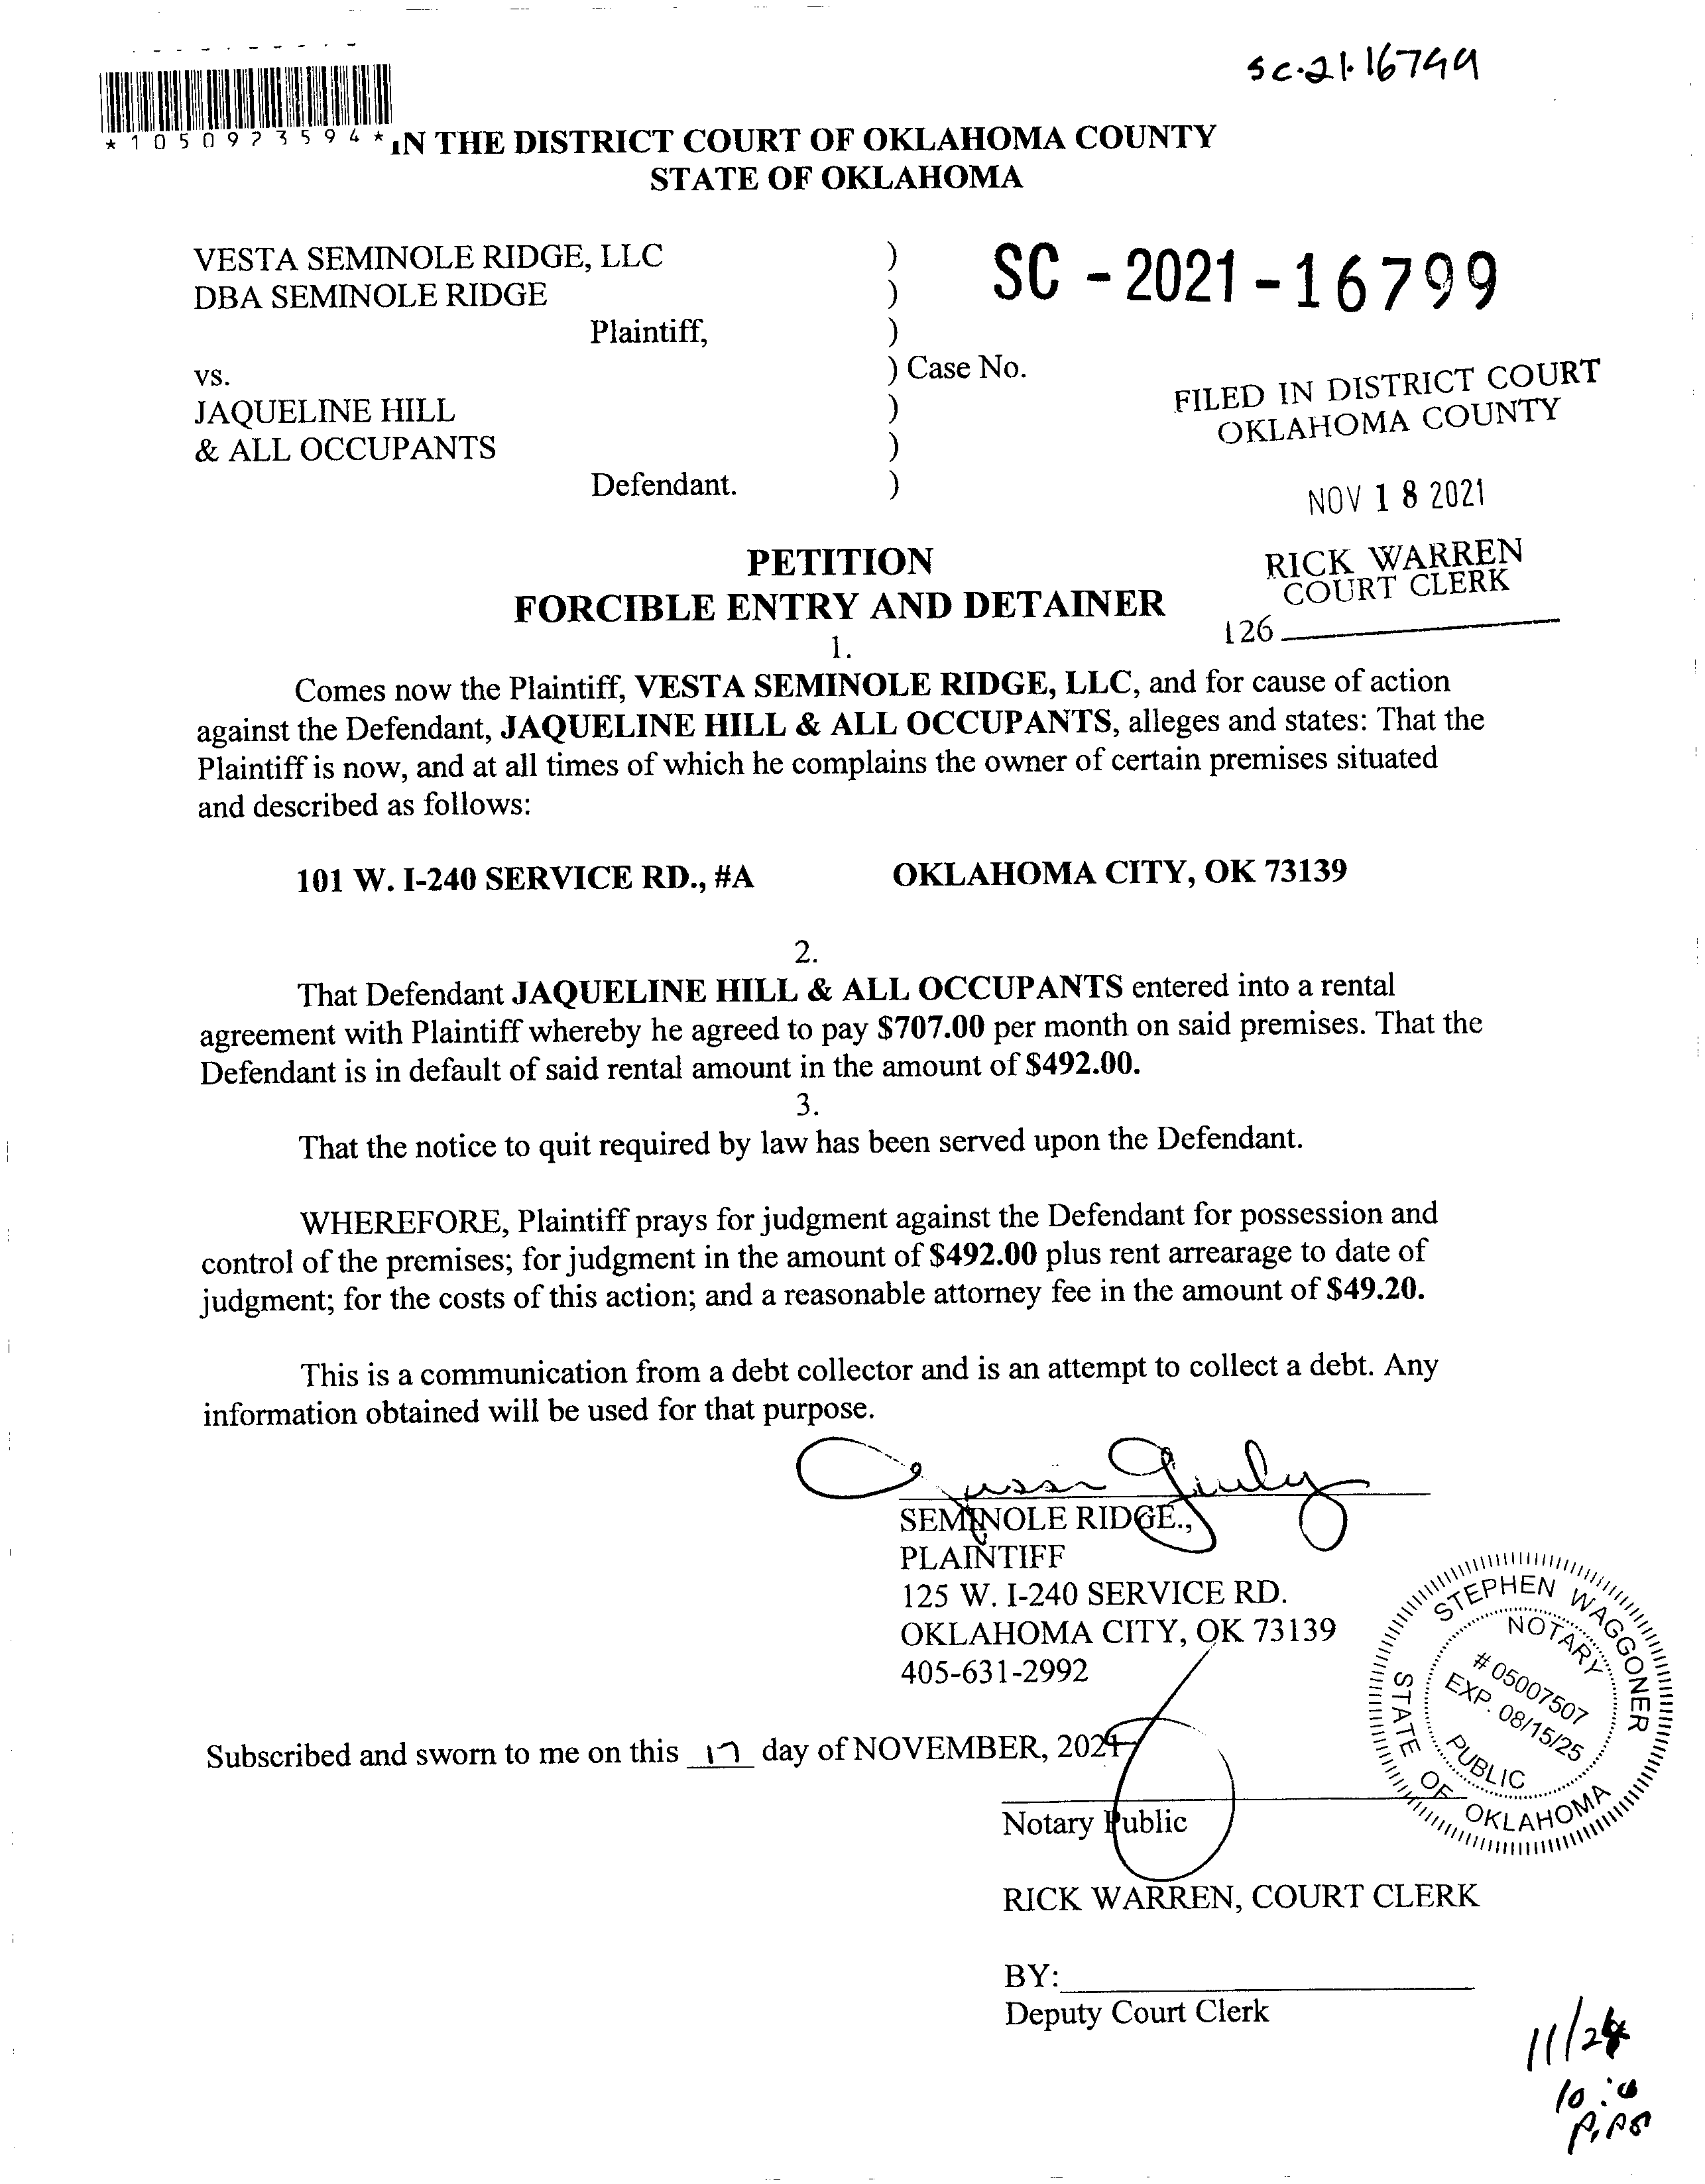 sc.21.16799
*1050923594*
IN THE DISTRICT COURT OF OKLAHOMA COUNTY
STATE OF OKLAHOMA
VESTA SEMINOLE RIDGE, LLC )
SC - 2021 - 16799
DBA SEMINOLE RIDGE )
Plaintiff, )
vs. ) Case No.
JAQUELINE HILL )
& ALL OCCUPANTS )
Defendant. )
FILED IN DISTRICT COURT
OKLAHOMA COUNTY
NOV 18 2021
RICK WARREN
COURT CLERK
126
PETITION
FORCIBLE ENTRY AND DETAINER
1.
Comes now the Plaintiff, VESTA SEMINOLE RIDGE, LLC, and for cause of action
against the Defendant, JAQUELINE HILL & ALL OCCUPANTS, alleges and states: That the
Plaintiff is now, and at all times of which he complains the owner of certain premises situated
and described as follows:
101 W. I-240 SERVICE RD., #A OKLAHOMA CITY, OK 73139
2.
That Defendant JAQUELINE HILL & ALL OCCUPANTS entered into a rental
agreement with Plaintiff whereby he agreed to pay $707.00 per month on said premises. That the
Defendant is in default of said rental amount in the amount of $492.00.
3.
That the notice to quit required by law has been served upon the Defendant.
WHEREFORE, Plaintiff prays for judgment against the Defendant for possession and
control of the premises; for judgment in the amount of $492.00 plus rent arrearage to date of
judgment; for the costs of this action; and a reasonable attorney fee in the amount of $49.20.
This is a communication from a debt collector and is an attempt to collect a debt. Any
information obtained will be used for that purpose.
SEMINOLE RIDGE.,
PLAINTIFF
125 W. I-240 SERVICE RD.
OKLAHOMA CITY, OK 73139
405-631-2992
STEPHEN WAGGONER
NOTARY
# 05007507
EXP. 08/15/25
PUBLIC
STATE OF OKLAHOMA
Subscribed and sworn to me on this 17 day of NOVEMBER, 2021
Notary Public
RICK WARREN, COURT CLERK
BY:
Deputy Court Clerk